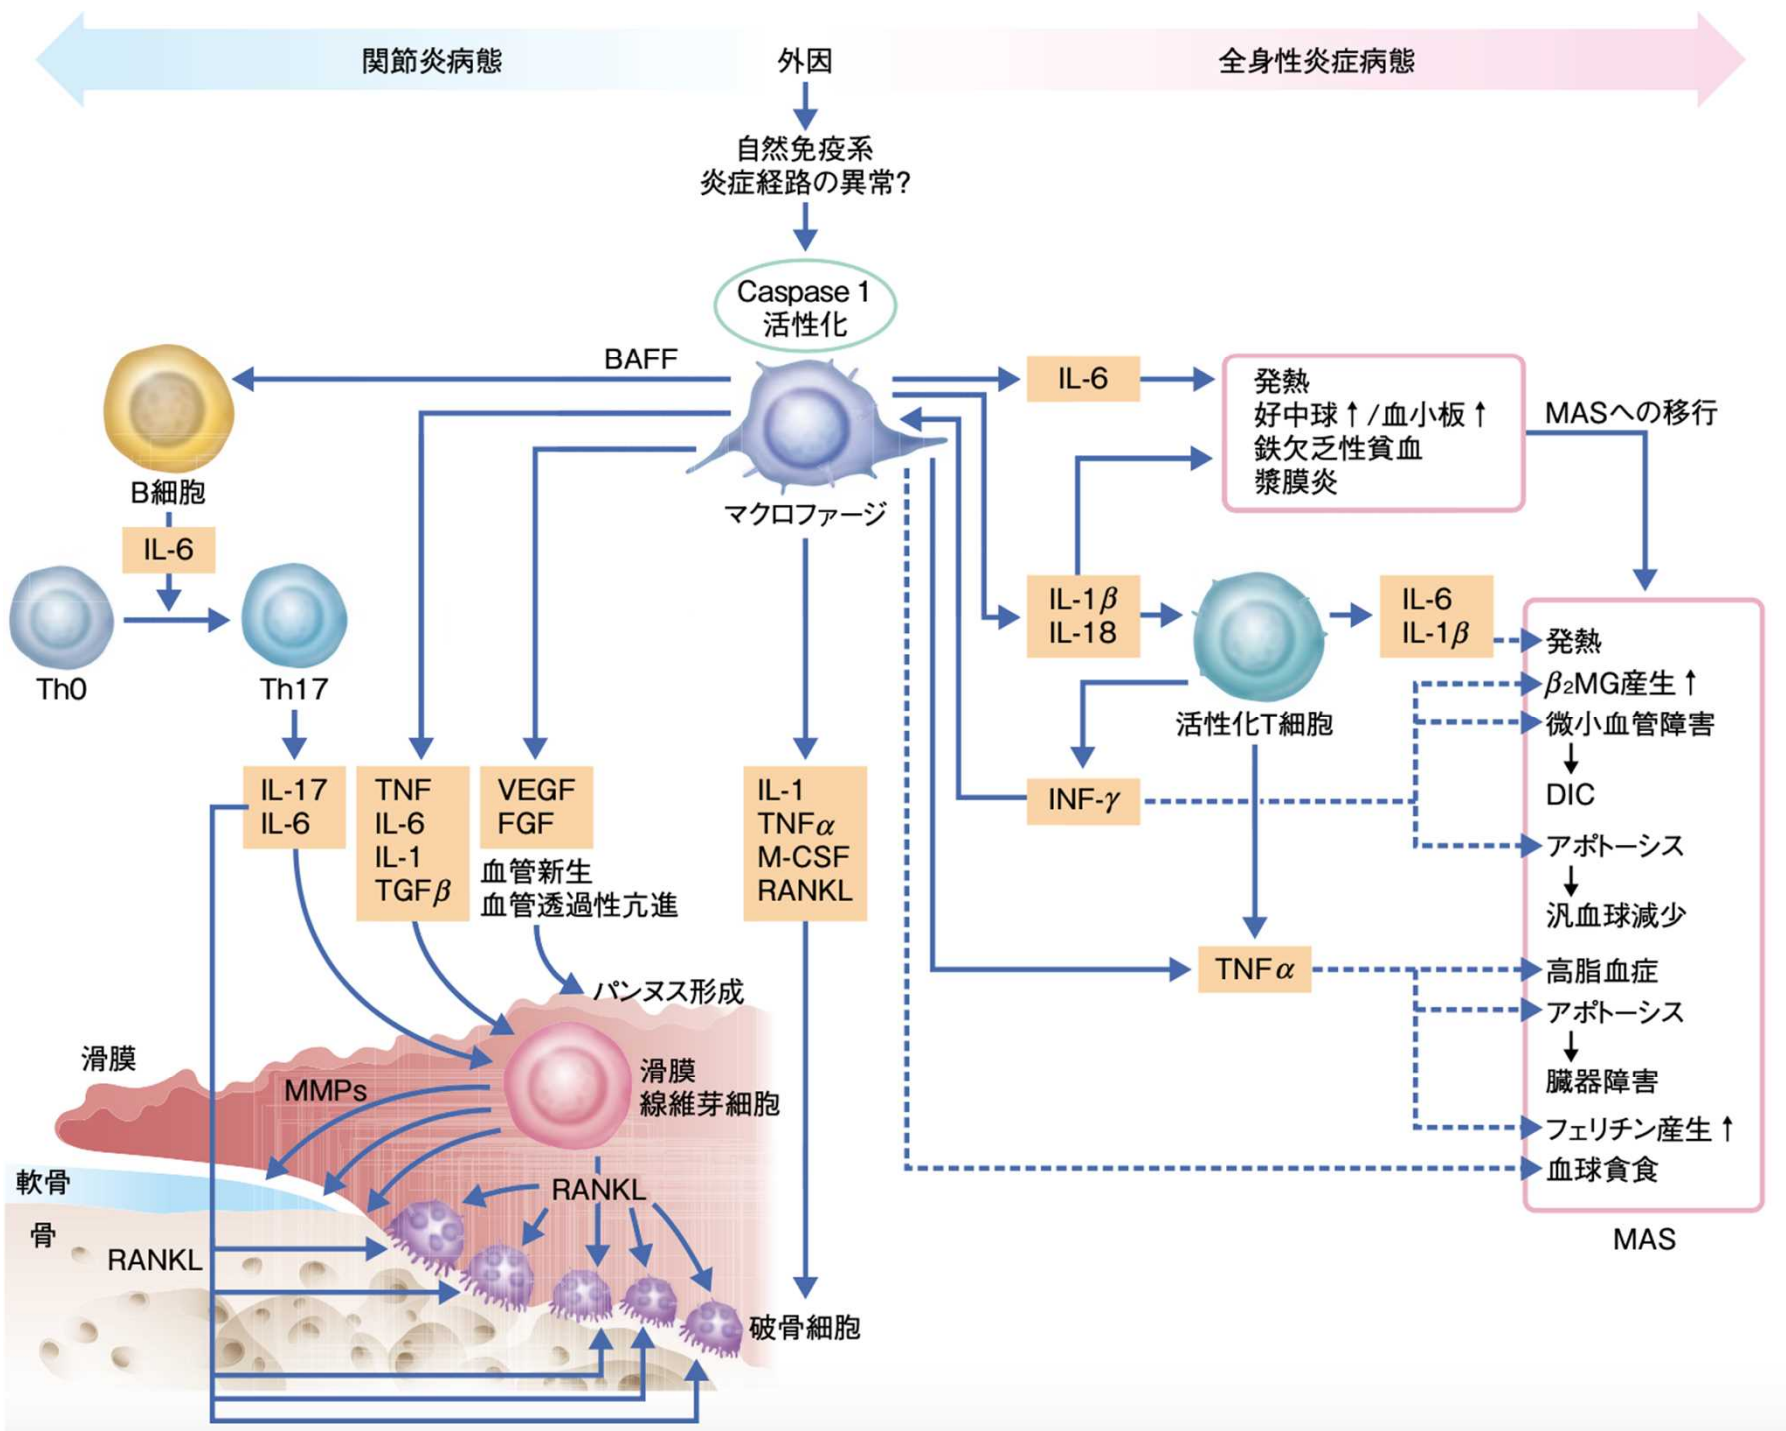 関節炎病態
外因
全身性炎症病態
自然免疫系
炎症経路の異常?
Caspase 1
活性化
BAFF
マクロファージ
B細胞
IL-6
Th0
Th17
IL-17
IL-6
TNF
IL-6
IL-1
TGFβ
VEGF
FGF
血管新生
血管透過性亢進
IL-1
TNFα
M-CSF
RANKL
パンヌス形成
滑膜
MMPs
滑膜
線維芽細胞
軟骨
骨
RANKL
RANKL
破骨細胞
IL-6
発熱
好中球↑/血小板↑
鉄欠乏性貧血
漿膜炎
MASへの移行
IL-1β
IL-18
活性化T細胞
IL-6
IL-1β
INF-γ
TNFα
発熱
β₂MG産生↑
微小血管障害
↓
DIC
アポトーシス
↓
汎血球減少
高脂血症
アポトーシス
↓
臓器障害
フェリチン産生↑
血球貪食
MAS